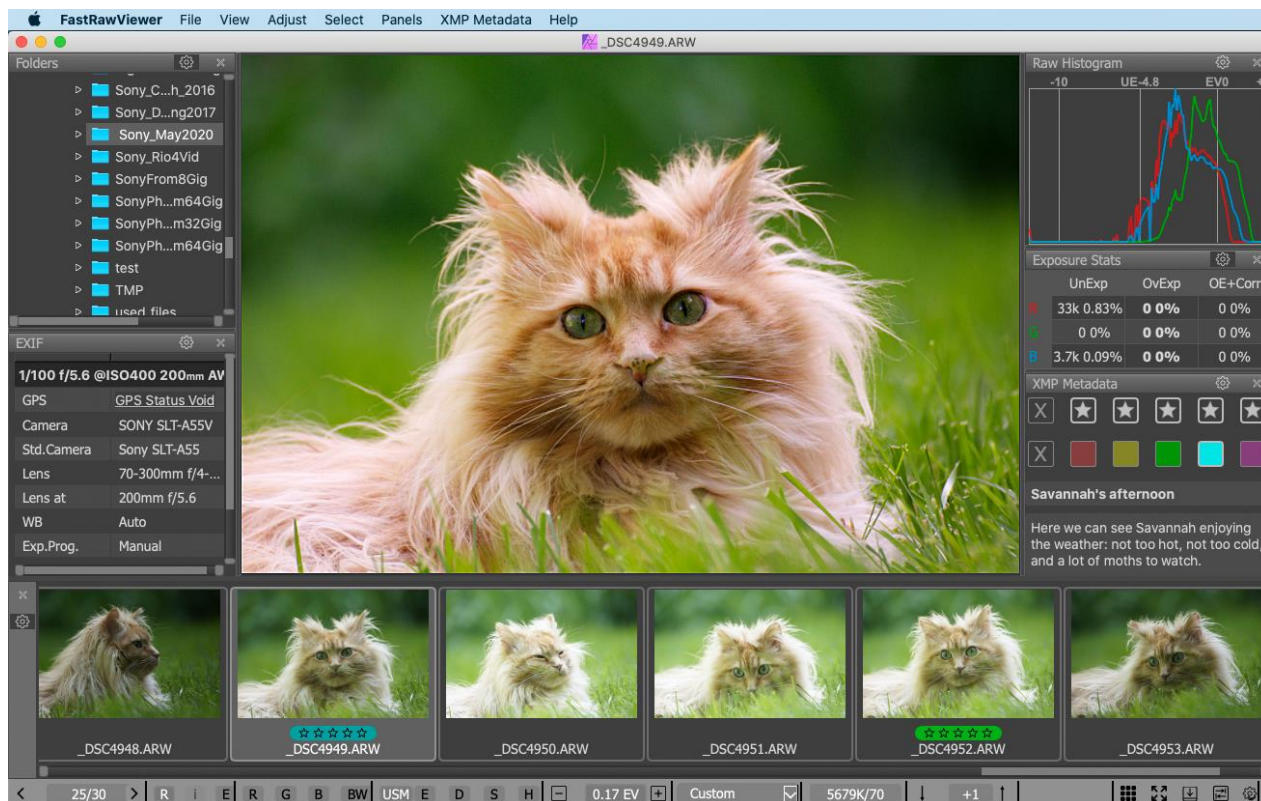 FastRawViewer File View Adjust Select Panels XMP Metadata Help
_DSC4949.ARW
Folders
Sony_C...h_2016
Sony_D...ng2017
Sony_May2020
Sony_Rio4Vid
SonyFrom8Gig
SonyPh...m64Gig
SonyPh...m32Gig
SonyPh...m64Gig
test
TMP
used_files
EXIF
1/100 f/5.6 @ISO400 200mm AV
GPS GPS Status Void
Camera SONY SLT-A55V
Std.Camera Sony SLT-A55
Lens 70-300mm f/4-...
Lens at 200mm f/5.6
WB Auto
Exp.Prog. Manual
Raw Histogram
-10 UE-4.8 EV0 +
Exposure Stats
UnExp OvExp OE+Corr
R 33k 0.83% 0 0% 0 0%
G 0 0% 0 0% 0 0%
B 3.7k 0.09% 0 0% 0 0%
XMP Metadata
X
X
Savannah's afternoon
Here we can see Savannah enjoying
the weather: not too hot, not too cold,
and a lot of moths to watch.
_DSC4948.ARW
_DSC4949.ARW
_DSC4950.ARW
_DSC4951.ARW
_DSC4952.ARW
_DSC4953.ARW
25/30 R i E R G B BW USM E D S H 0.17 EV Custom 5679K/70 +1